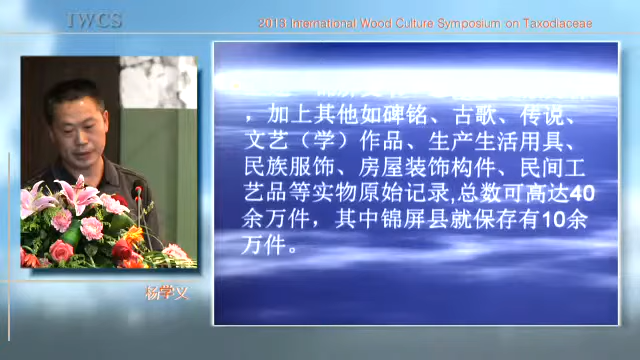 IWCS
2013 International Wood Culture Symposium on Taxodiaceae
，加上其他如碑铭、古歌、传说、
文艺（学）作品、生产生活用具、
民族服饰、房屋装饰构件、民间工
艺品等实物原始记录,总数可高达40
余万件，其中锦屏县就保存有10余
万件。
杨学义